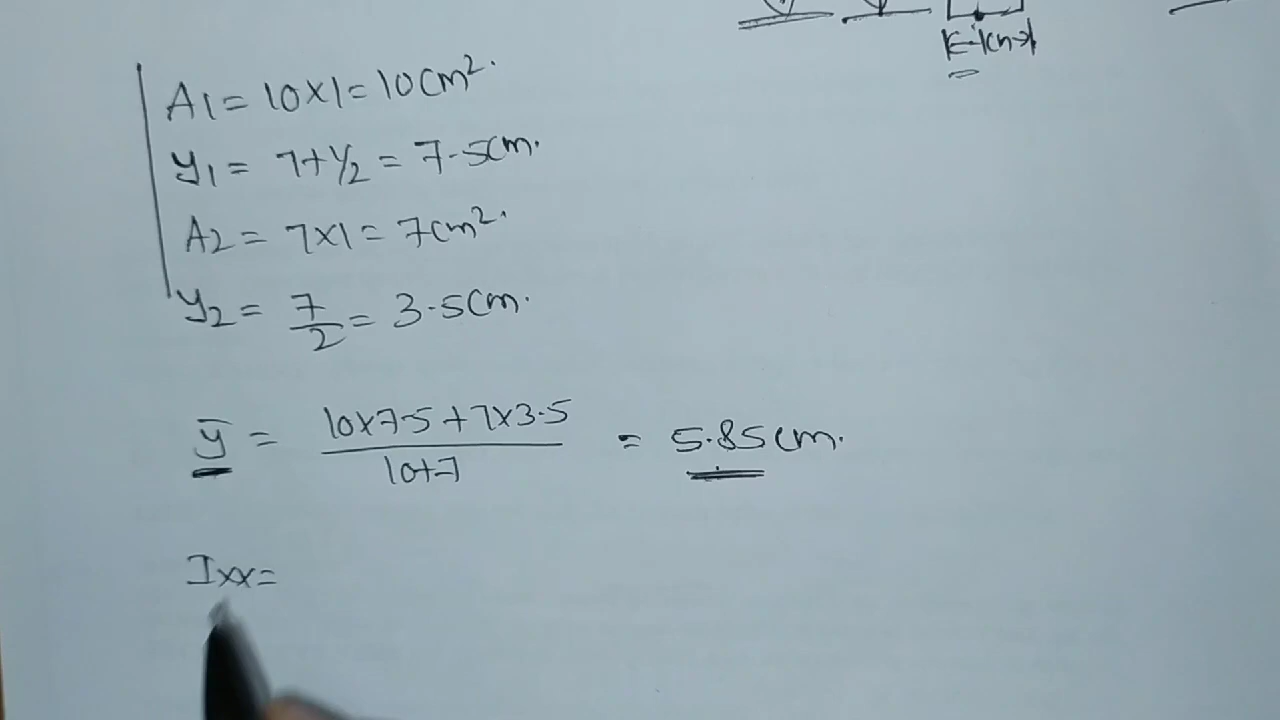 K-1cm→|
A1 = 10×1 = 10cm².
y1 = 7+1/2 = 7.5cm.
A2 = 7×1 = 7cm².
y2 = 7/2 = 3.5cm.
ȳ = 10×7.5+7×3.5 / 10+7 = 5.85cm.
Ixx=